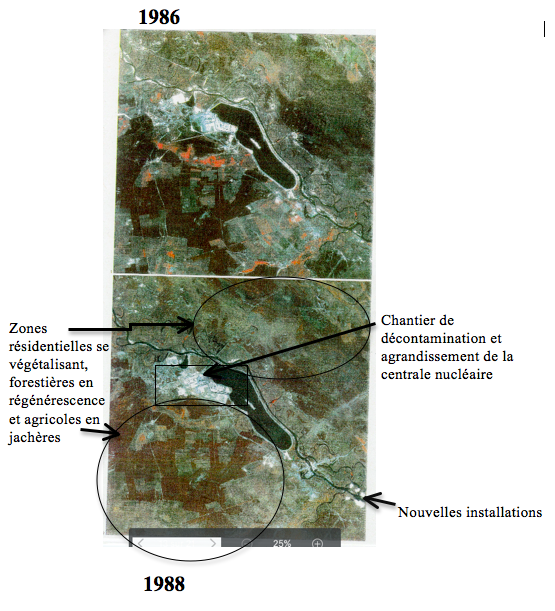 1986
Zones
résidentielles se
végétalisant,
forestières en
régénérescence
et agricoles en
jachères
Chantier de
décontamination et
agrandissement de la
centrale nucléaire
Nouvelles installations
25%
1988